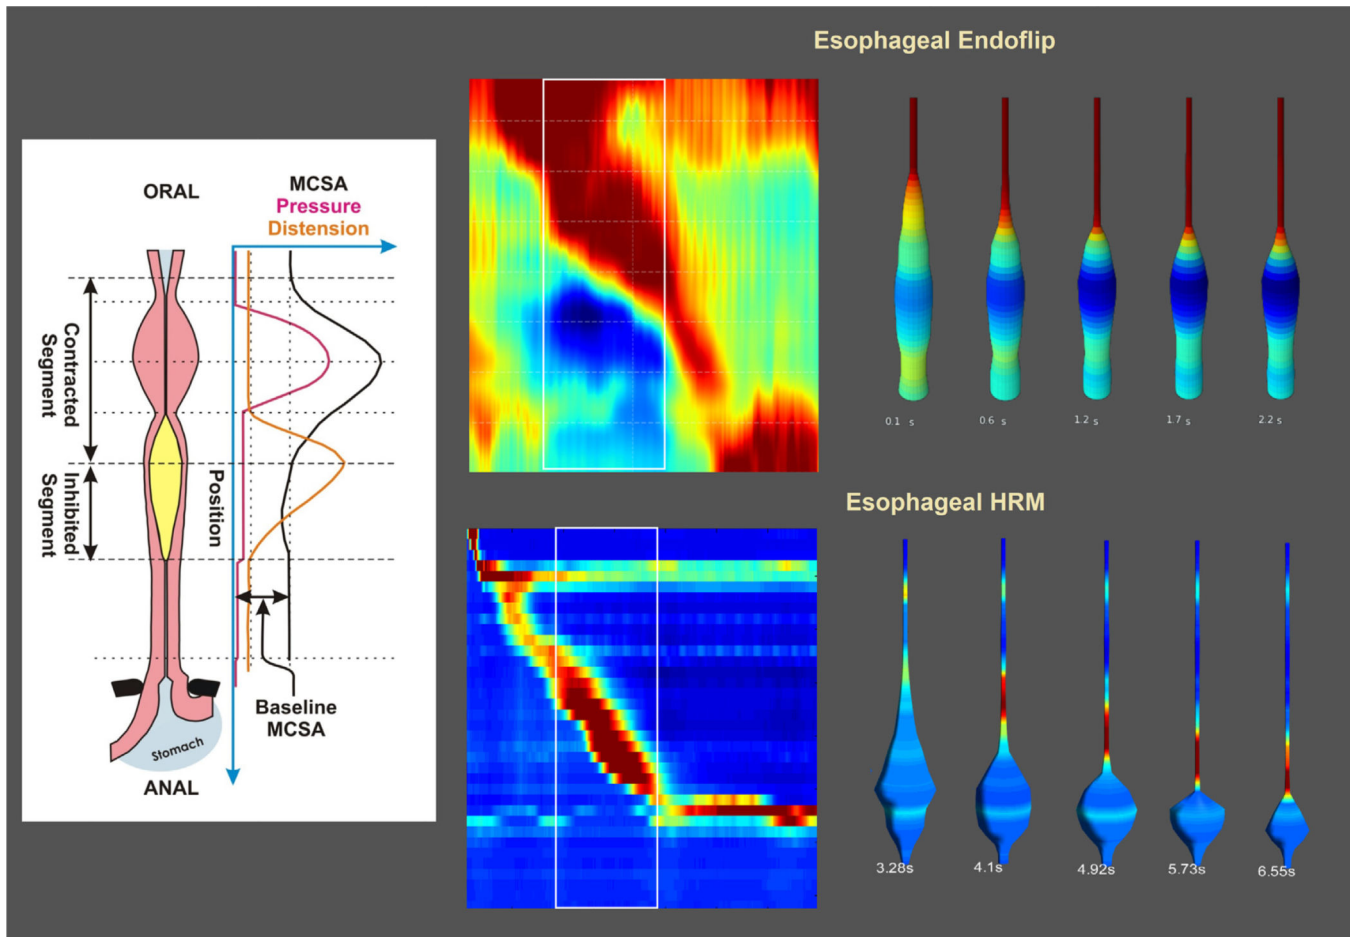 Esophageal Endoflip
ORAL
MCSA
Pressure
Distension
Contracted
Segment
Inhibited
Segment
Position
Baseline
MCSA
Stomach
ANAL
0.1 s
0.6 s
1.2 s
1.7 s
2.2 s
Esophageal HRM
3.28s
4.1s
4.92s
5.73s
6.55s